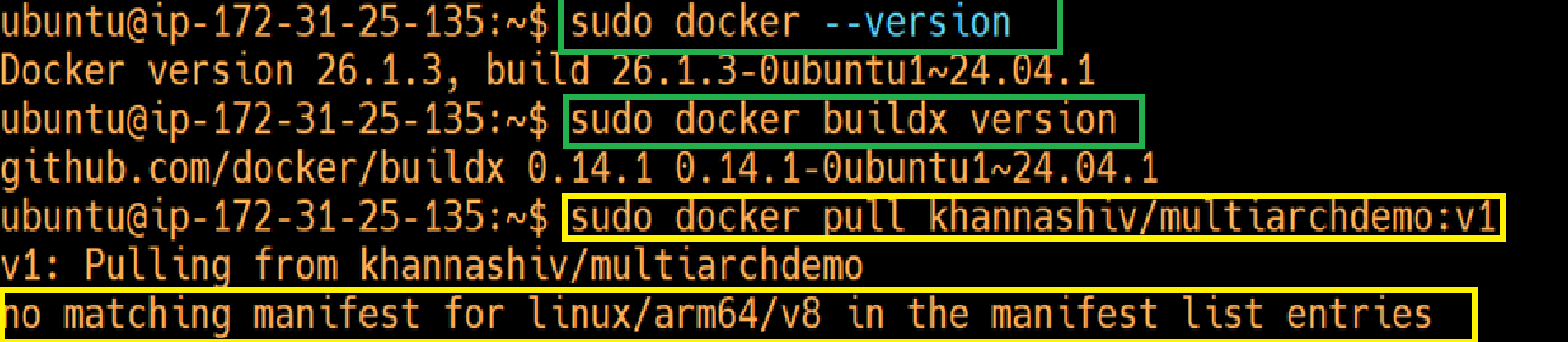 ubuntu@ip-172-31-25-135:~$ sudo docker --version
Docker version 26.1.3, build 26.1.3-0ubuntu1~24.04.1
ubuntu@ip-172-31-25-135:~$ sudo docker buildx version
github.com/docker/buildx 0.14.1 0.14.1-0ubuntu1~24.04.1
ubuntu@ip-172-31-25-135:~$ sudo docker pull khannashiv/multiarchdemo:v1
v1: Pulling from khannashiv/multiarchdemo
no matching manifest for linux/arm64/v8 in the manifest list entries